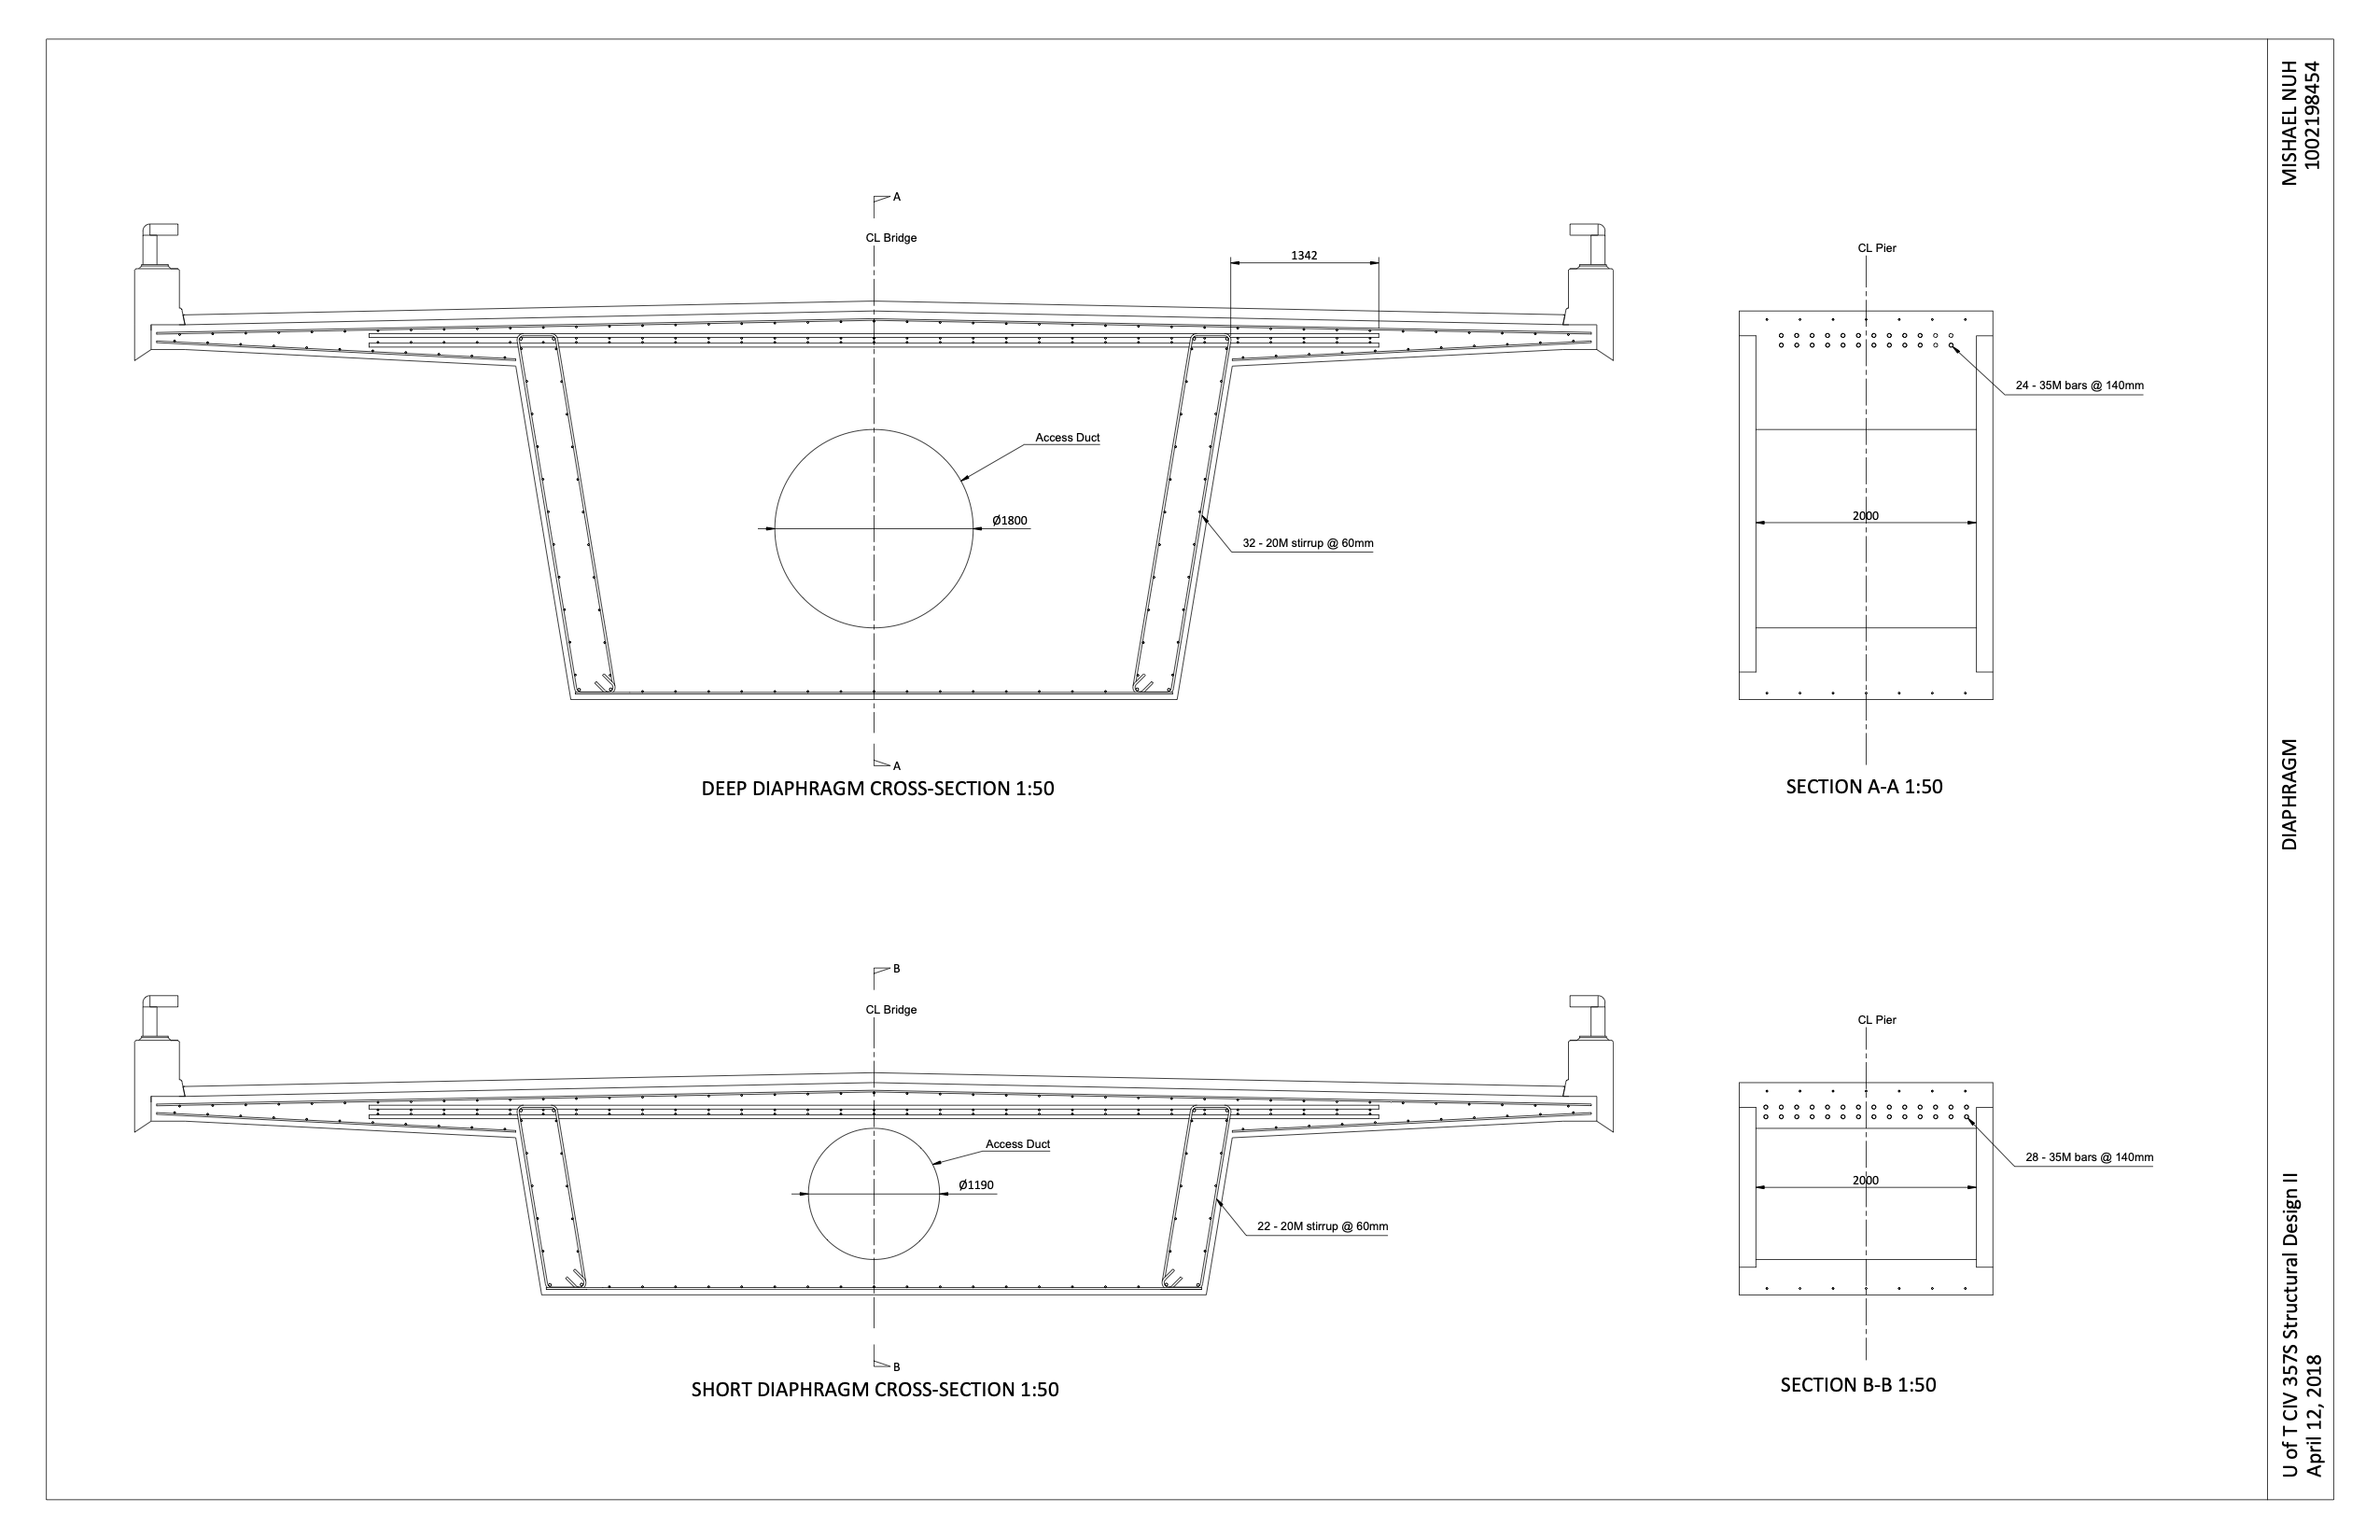 A
CL Bridge
1342
Access Duct
Ø1800
32 - 20M stirrup @ 60mm
A
DEEP DIAPHRAGM CROSS-SECTION 1:50
CL Pier
24 - 35M bars @ 140mm
2000
SECTION A-A 1:50
B
CL Bridge
Access Duct
Ø1190
22 - 20M stirrup @ 60mm
B
SHORT DIAPHRAGM CROSS-SECTION 1:50
CL Pier
28 - 35M bars @ 140mm
2000
SECTION B-B 1:50
MISHAEL NUH
1002198454
DIAPHRAGM
U of T CIV 357S Structural Design II
April 12, 2018